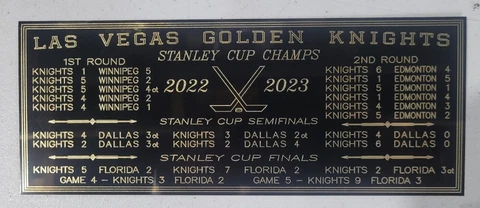 LAS VEGAS GOLDEN KNIGHTS
STANLEY CUP CHAMPS
2022 2023
1ST ROUND
KNIGHTS 1 WINNIPEG 5
KNIGHTS 5 WINNIPEG 2
KNIGHTS 5 WINNIPEG 4ot
KNIGHTS 4 WINNIPEG 2
KNIGHTS 4 WINNIPEG 1
2ND ROUND
KNIGHTS 6 EDMONTON 4
KNIGHTS 1 EDMONTON 5
KNIGHTS 5 EDMONTON 1
KNIGHTS 1 EDMONTON 4
KNIGHTS 4 EDMONTON 3
KNIGHTS 5 EDMONTON 2
STANLEY CUP SEMIFINALS
KNIGHTS 4 DALLAS 3ot KNIGHTS 3 DALLAS 2ot KNIGHTS 4 DALLAS 0
KNIGHTS 2 DALLAS 3ot KNIGHTS 2 DALLAS 4 KNIGHTS 6 DALLAS 0
STANLEY CUP FINALS
KNIGHTS 5 FLORIDA 2 KNIGHTS 7 FLORIDA 2 KNIGHTS 2 FLORIDA 3ot
GAME 4 - KNIGHTS 3 FLORIDA 2 GAME 5 - KNIGHTS 9 FLORIDA 3